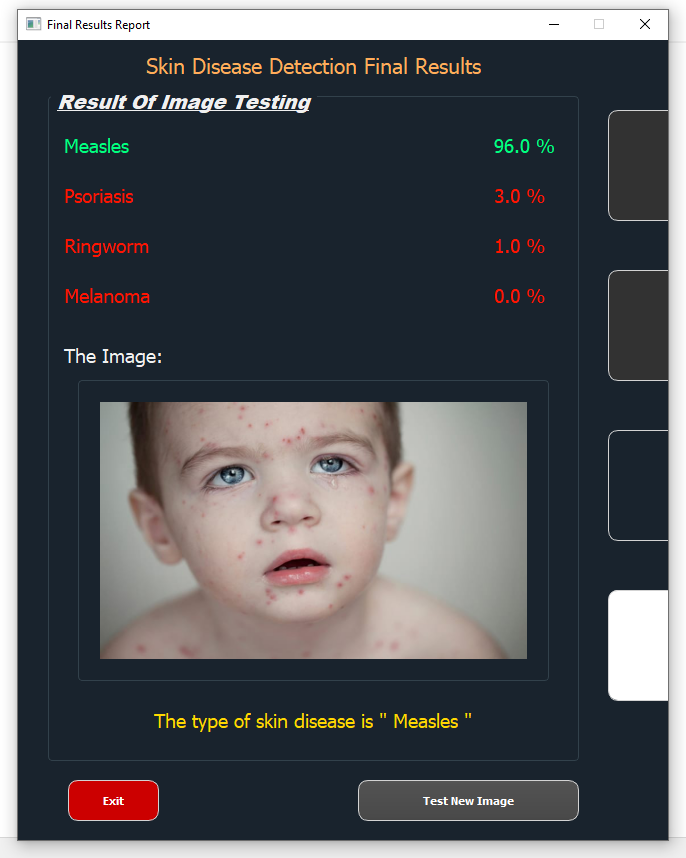 Final Results Report
Skin Disease Detection Final Results
Result Of Image Testing
Measles 96.0 %
Psoriasis 3.0 %
Ringworm 1.0 %
Melanoma 0.0 %
The Image:
The type of skin disease is " Measles "
Exit Test New Image